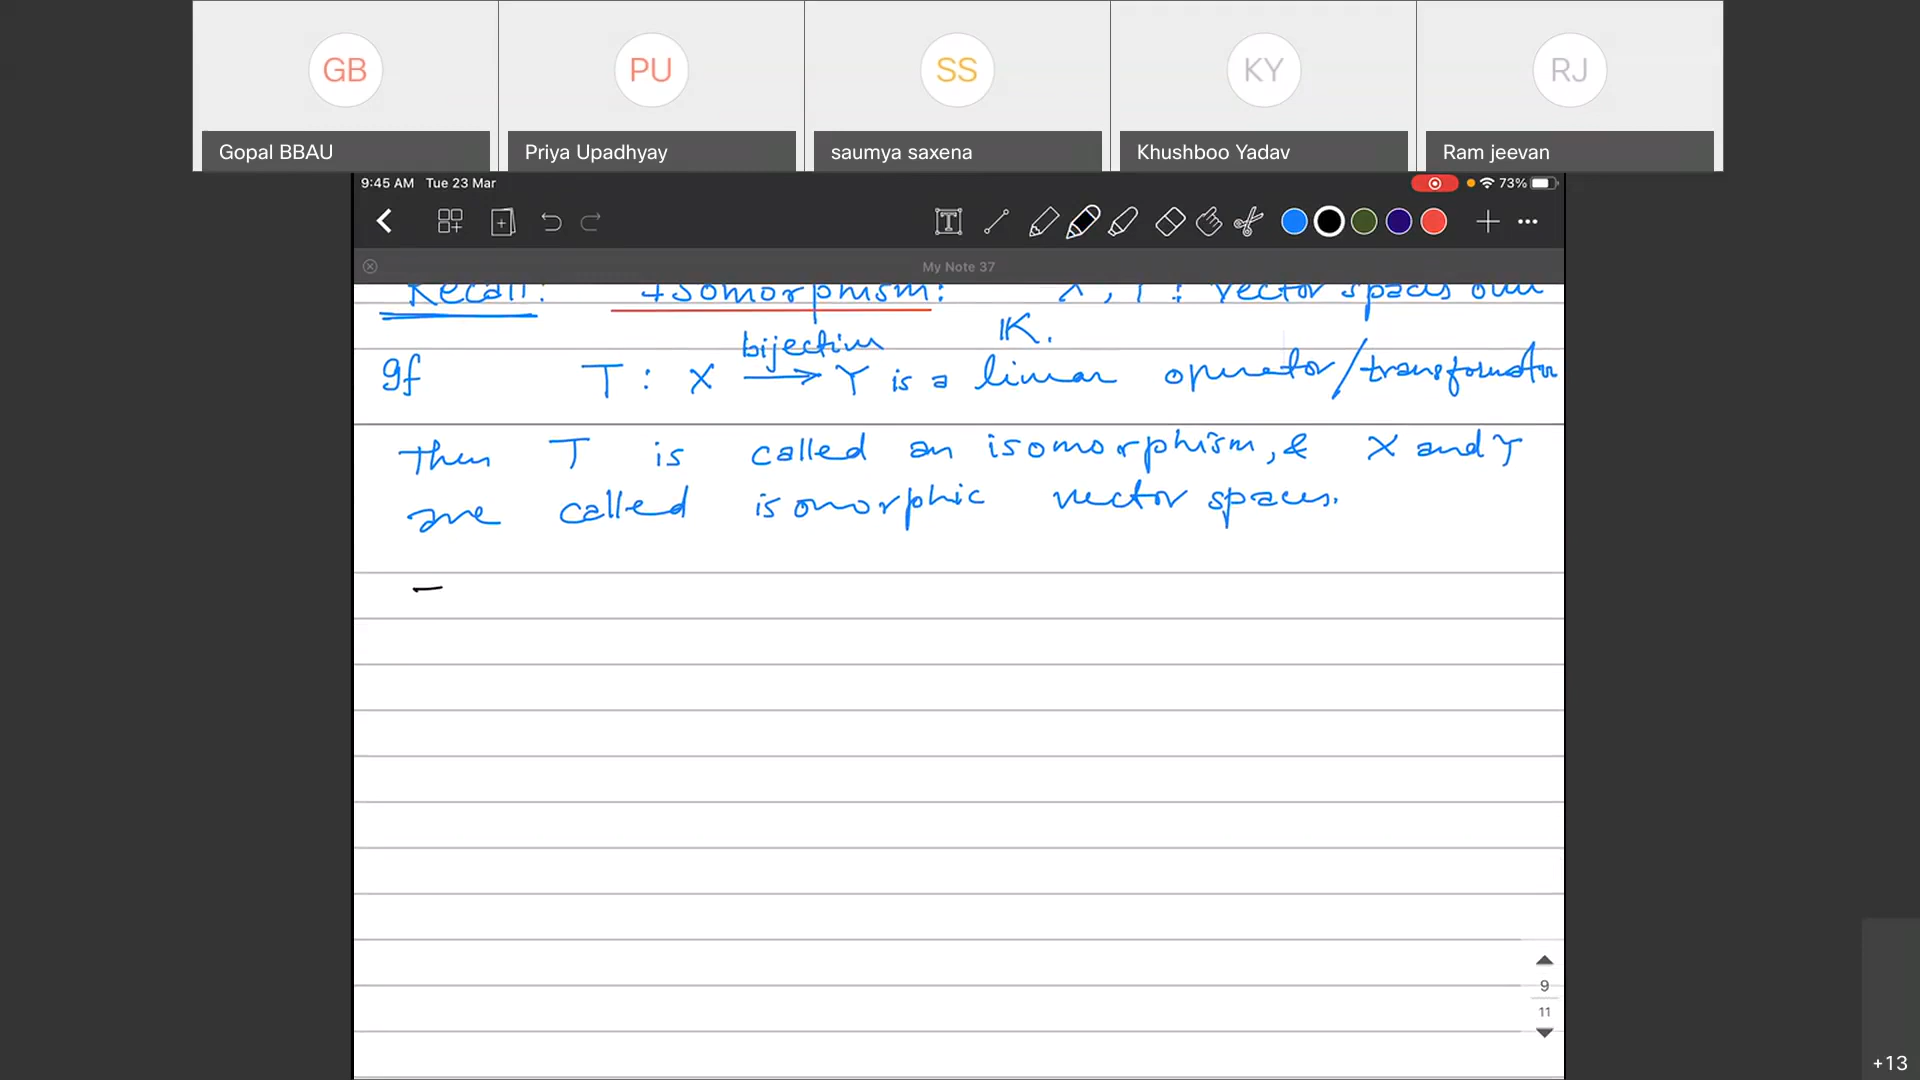 GB PU SS KY RJ
Gopal BBAU Priya Upadhyay saumya saxena Khushboo Yadav Ram jeevan
9:45 AM Tue 23 Mar 73%
My Note 37
Recall: Isomorphism: X, Y : vector spaces over
IK.
bijective
If T : X → Y is a linear operator/transformation
Then T is called an isomorphism, & X and Y
are called isomorphic vector spaces.
9
11
+13